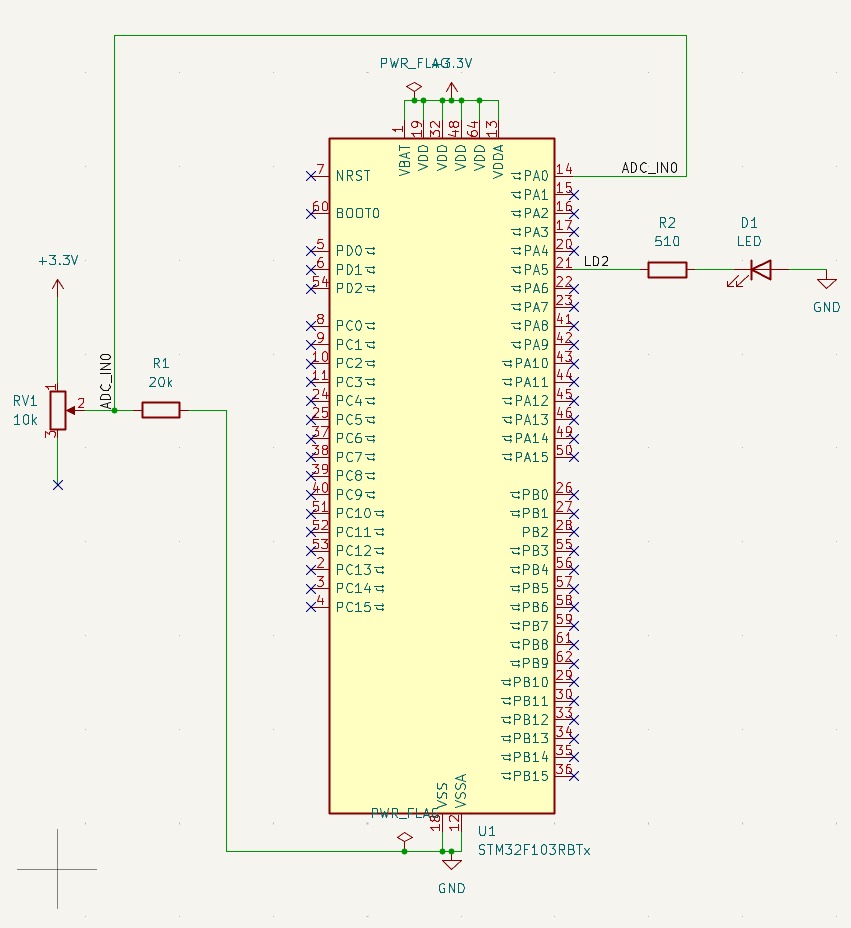 PWR_FLAG
+3.3V
1
19
32
48
64
13
VBAT
VDD
VDD
VDD
VDD
VDDA
7 NRST
60 BOOT0
5 PD0
6 PD1
54 PD2
8 PC0
9 PC1
10 PC2
11 PC3
24 PC4
25 PC5
37 PC6
38 PC7
39 PC8
40 PC9
51 PC10
52 PC11
53 PC12
2 PC13
3 PC14
4 PC15
PA0 14
ADC_IN0
PA1 15
PA2 16
PA3 17
PA4 20
PA5 21
LD2
PA6 22
PA7 23
PA8 41
PA9 42
PA10 43
PA11 44
PA12 45
PA13 46
PA14 49
PA15 50
PB0 26
PB1 27
PB2 28
PB3 55
PB4 56
PB5 57
PB6 58
PB7 59
PB8 61
PB9 62
PB10 29
PB11 30
PB12 33
PB13 34
PB14 35
PB15 36
R2
510
D1
LED
GND
+3.3V
RV1
10k
1
2
3
ADC_IN0
R1
20k
VSS
VSSA
18
12
PWR_FLAG
U1
STM32F103RBTx
GND